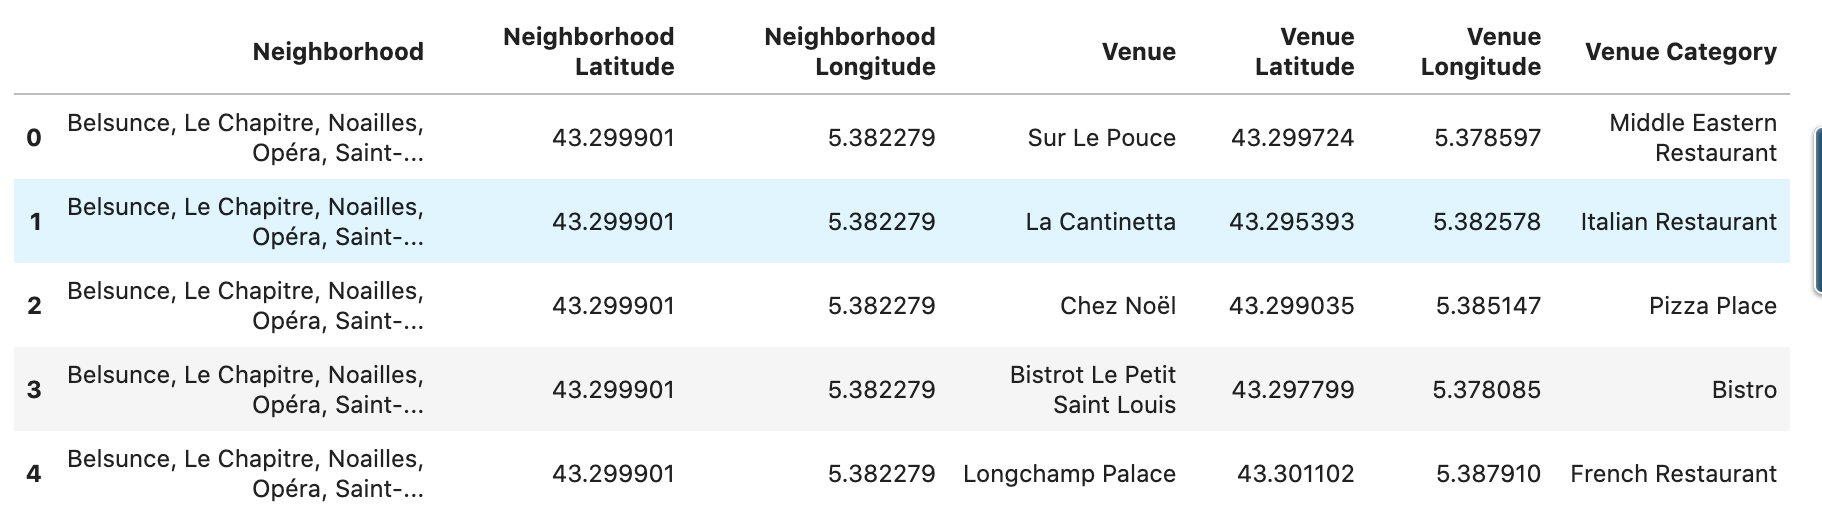 Neighborhood Neighborhood Latitude Neighborhood Longitude Venue Venue Latitude Venue Longitude Venue Category
0 Belsunce, Le Chapitre, Noailles, Opéra, Saint-... 43.299901 5.382279 Sur Le Pouce 43.299724 5.378597 Middle Eastern Restaurant
1 Belsunce, Le Chapitre, Noailles, Opéra, Saint-... 43.299901 5.382279 La Cantinetta 43.295393 5.382578 Italian Restaurant
2 Belsunce, Le Chapitre, Noailles, Opéra, Saint-... 43.299901 5.382279 Chez Noël 43.299035 5.385147 Pizza Place
3 Belsunce, Le Chapitre, Noailles, Opéra, Saint-... 43.299901 5.382279 Bistrot Le Petit Saint Louis 43.297799 5.378085 Bistro
4 Belsunce, Le Chapitre, Noailles, Opéra, Saint-... 43.299901 5.382279 Longchamp Palace 43.301102 5.387910 French Restaurant